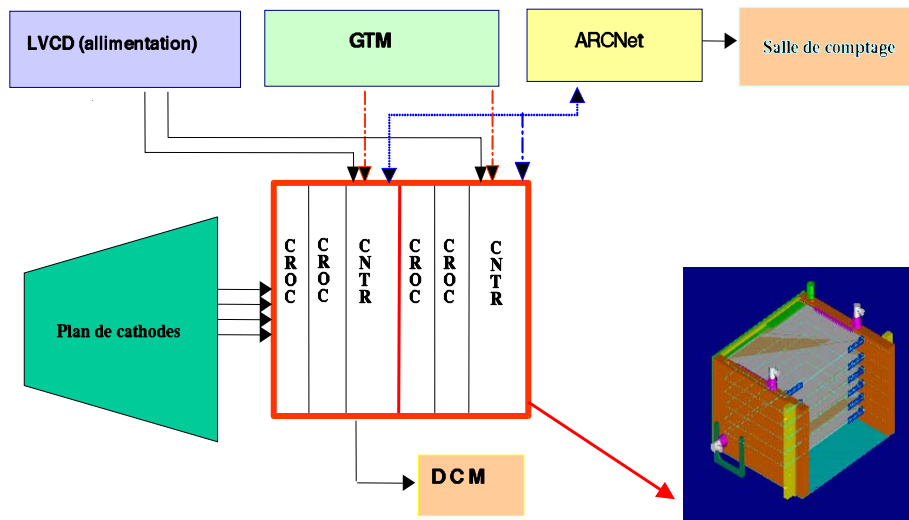 LVCD (allimentation)
GTM
ARCNet
Salle de comptage
CROC
CROC
CNTR
CROC
CROC
CNTR
Plan de cathodes
DCM